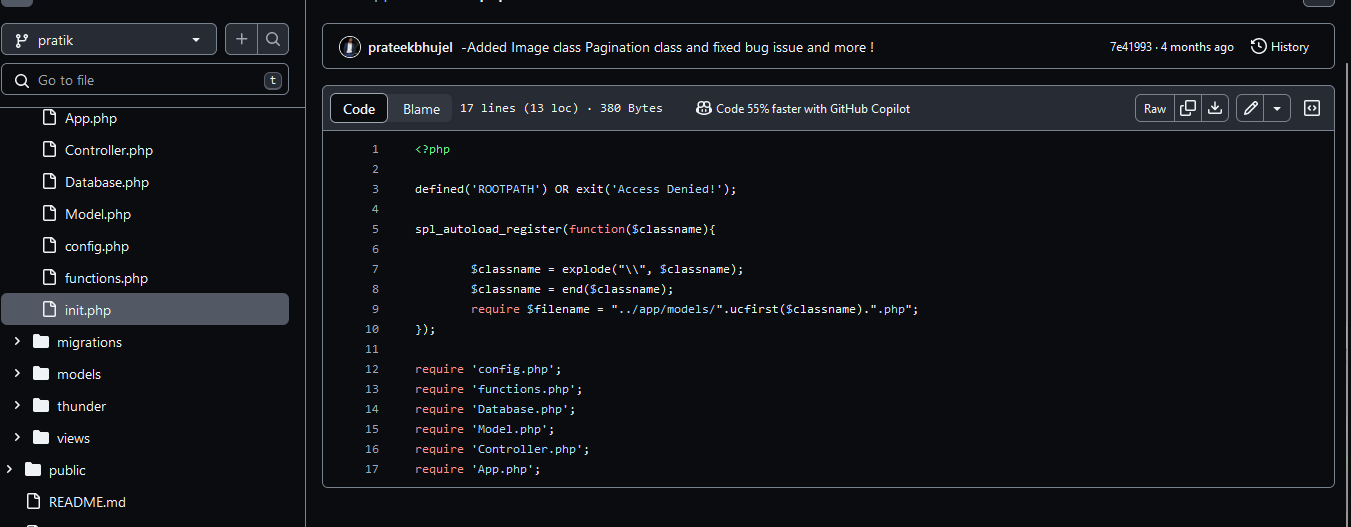 pratik
Go to file
t
App.php
Controller.php
Database.php
Model.php
config.php
functions.php
init.php
migrations
models
thunder
views
public
README.md
prateekbhujel -Added Image class Pagination class and fixed bug issue and more !
7e41993 · 4 months ago
History
Code
Blame
17 lines (13 loc) · 380 Bytes
Code 55% faster with GitHub Copilot
Raw
1 <?php
2
3 defined('ROOTPATH') OR exit('Access Denied!');
4
5 spl_autoload_register(function($classname){
6
7 $classname = explode("\\", $classname);
8 $classname = end($classname);
9 require $filename = "../app/models/".ucfirst($classname).".php";
10 });
11
12 require 'config.php';
13 require 'functions.php';
14 require 'Database.php';
15 require 'Model.php';
16 require 'Controller.php';
17 require 'App.php';